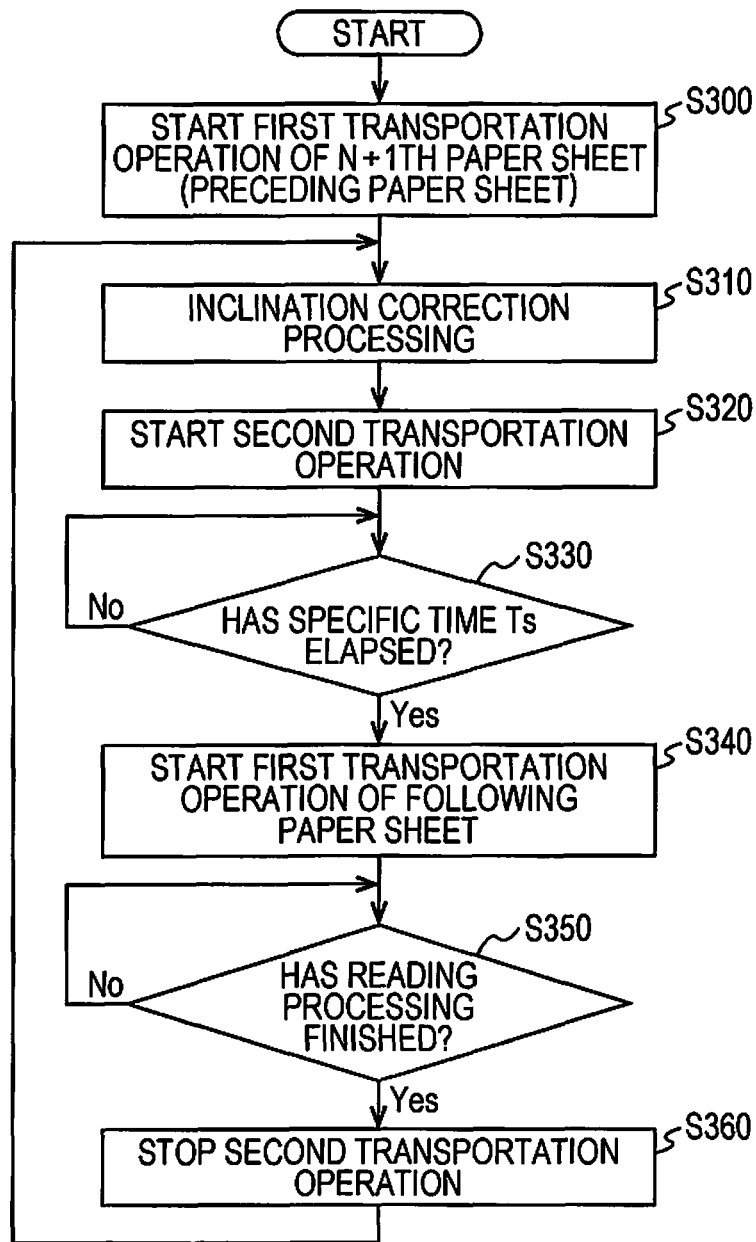 START
S300
START FIRST TRANSPORTATION
OPERATION OF N+1TH PAPER SHEET
(PRECEDING PAPER SHEET)
S310
INCLINATION CORRECTION
PROCESSING
S320
START SECOND TRANSPORTATION
OPERATION
S330
No
HAS SPECIFIC TIME Ts
ELAPSED?
Yes
S340
START FIRST TRANSPORTATION
OPERATION OF FOLLOWING
PAPER SHEET
S350
No
HAS READING
PROCESSING
FINISHED?
Yes
S360
STOP SECOND TRANSPORTATION
OPERATION